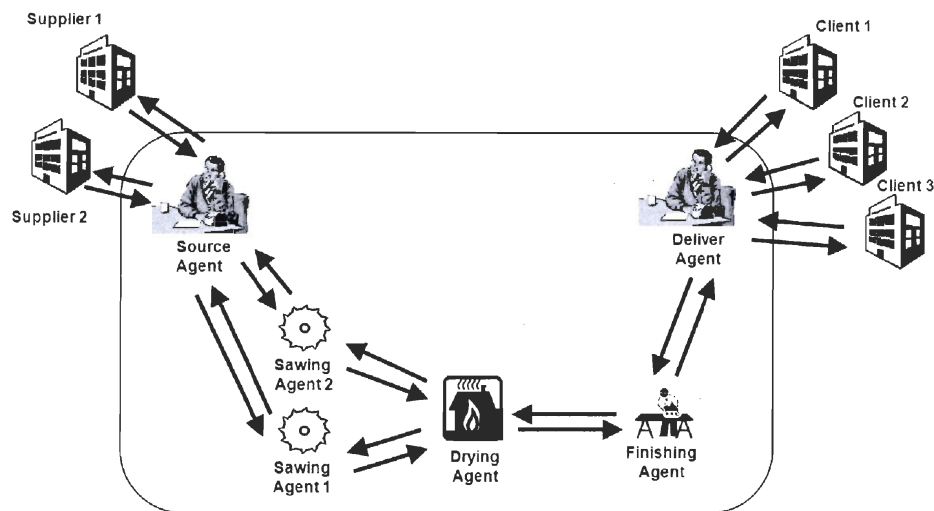 Supplier 1
Client 1
Client 2
Client 3
Supplier 2
Source
Agent
Deliver
Agent
Sawing
Agent 2
Sawing
Agent 1
Drying
Agent
Finishing
Agent